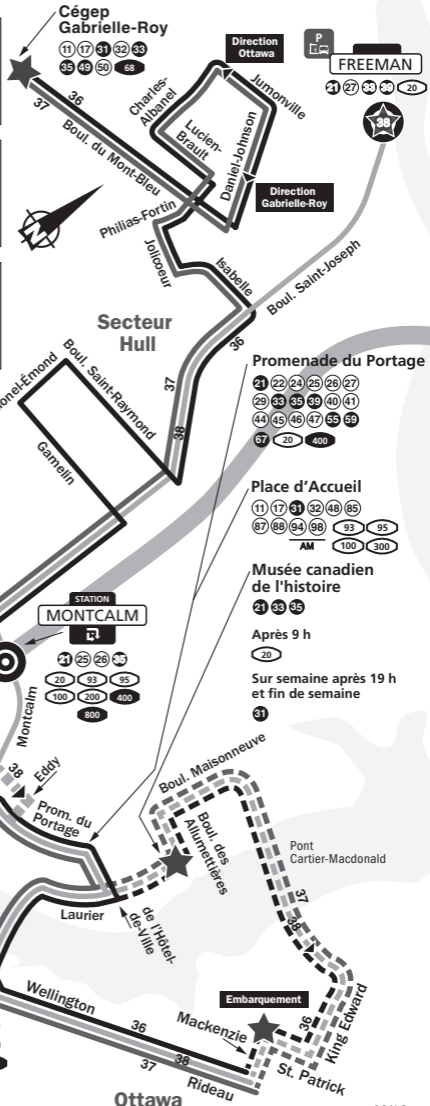 Cégep
Gabrielle-Roy
11 17 31 32 33
35 49 50 68
Direction
Ottawa
P
FREEMAN
21 27 33 39 20
38
Charles-
Albanel
Jumonville
Lucien-
Brault
Daniel-Johnson
Direction
Gabrielle-Roy
36
37
Boul. du Mont-Bleu
Philias-Fortin
N
Jolicoeur
Isabelle
Boul. Saint-Joseph
Secteur
Hull
36
37
38
Boul. Saint-Raymond
onel-Émond
Gamelin
Promenade du Portage
21 22 24 25 26 27
29 33 35 39 40 41
44 45 46 47 55 59
67 20 400
Place d'Accueil
11 17 31 32 48 85
87 88 94 98 93 95
AM 100 300
Musée canadien
de l'histoire
21 33 35
Après 9 h
20
Sur semaine après 19 h
et fin de semaine
31
STATION
MONTCALM
21 25 26 35
20 93 95
100 200 400
800
Montcalm
38
Eddy
Prom. du
Portage
Boul. Maisonneuve
Boul. des
Allumettières
Pont
Cartier-Macdonald
37
38
36
Laurier
de l'Hôtel-
de-Ville
Wellington
36
37
38
Mackenzie
Embarquement
King Edward
St. Patrick
Rideau
Ottawa